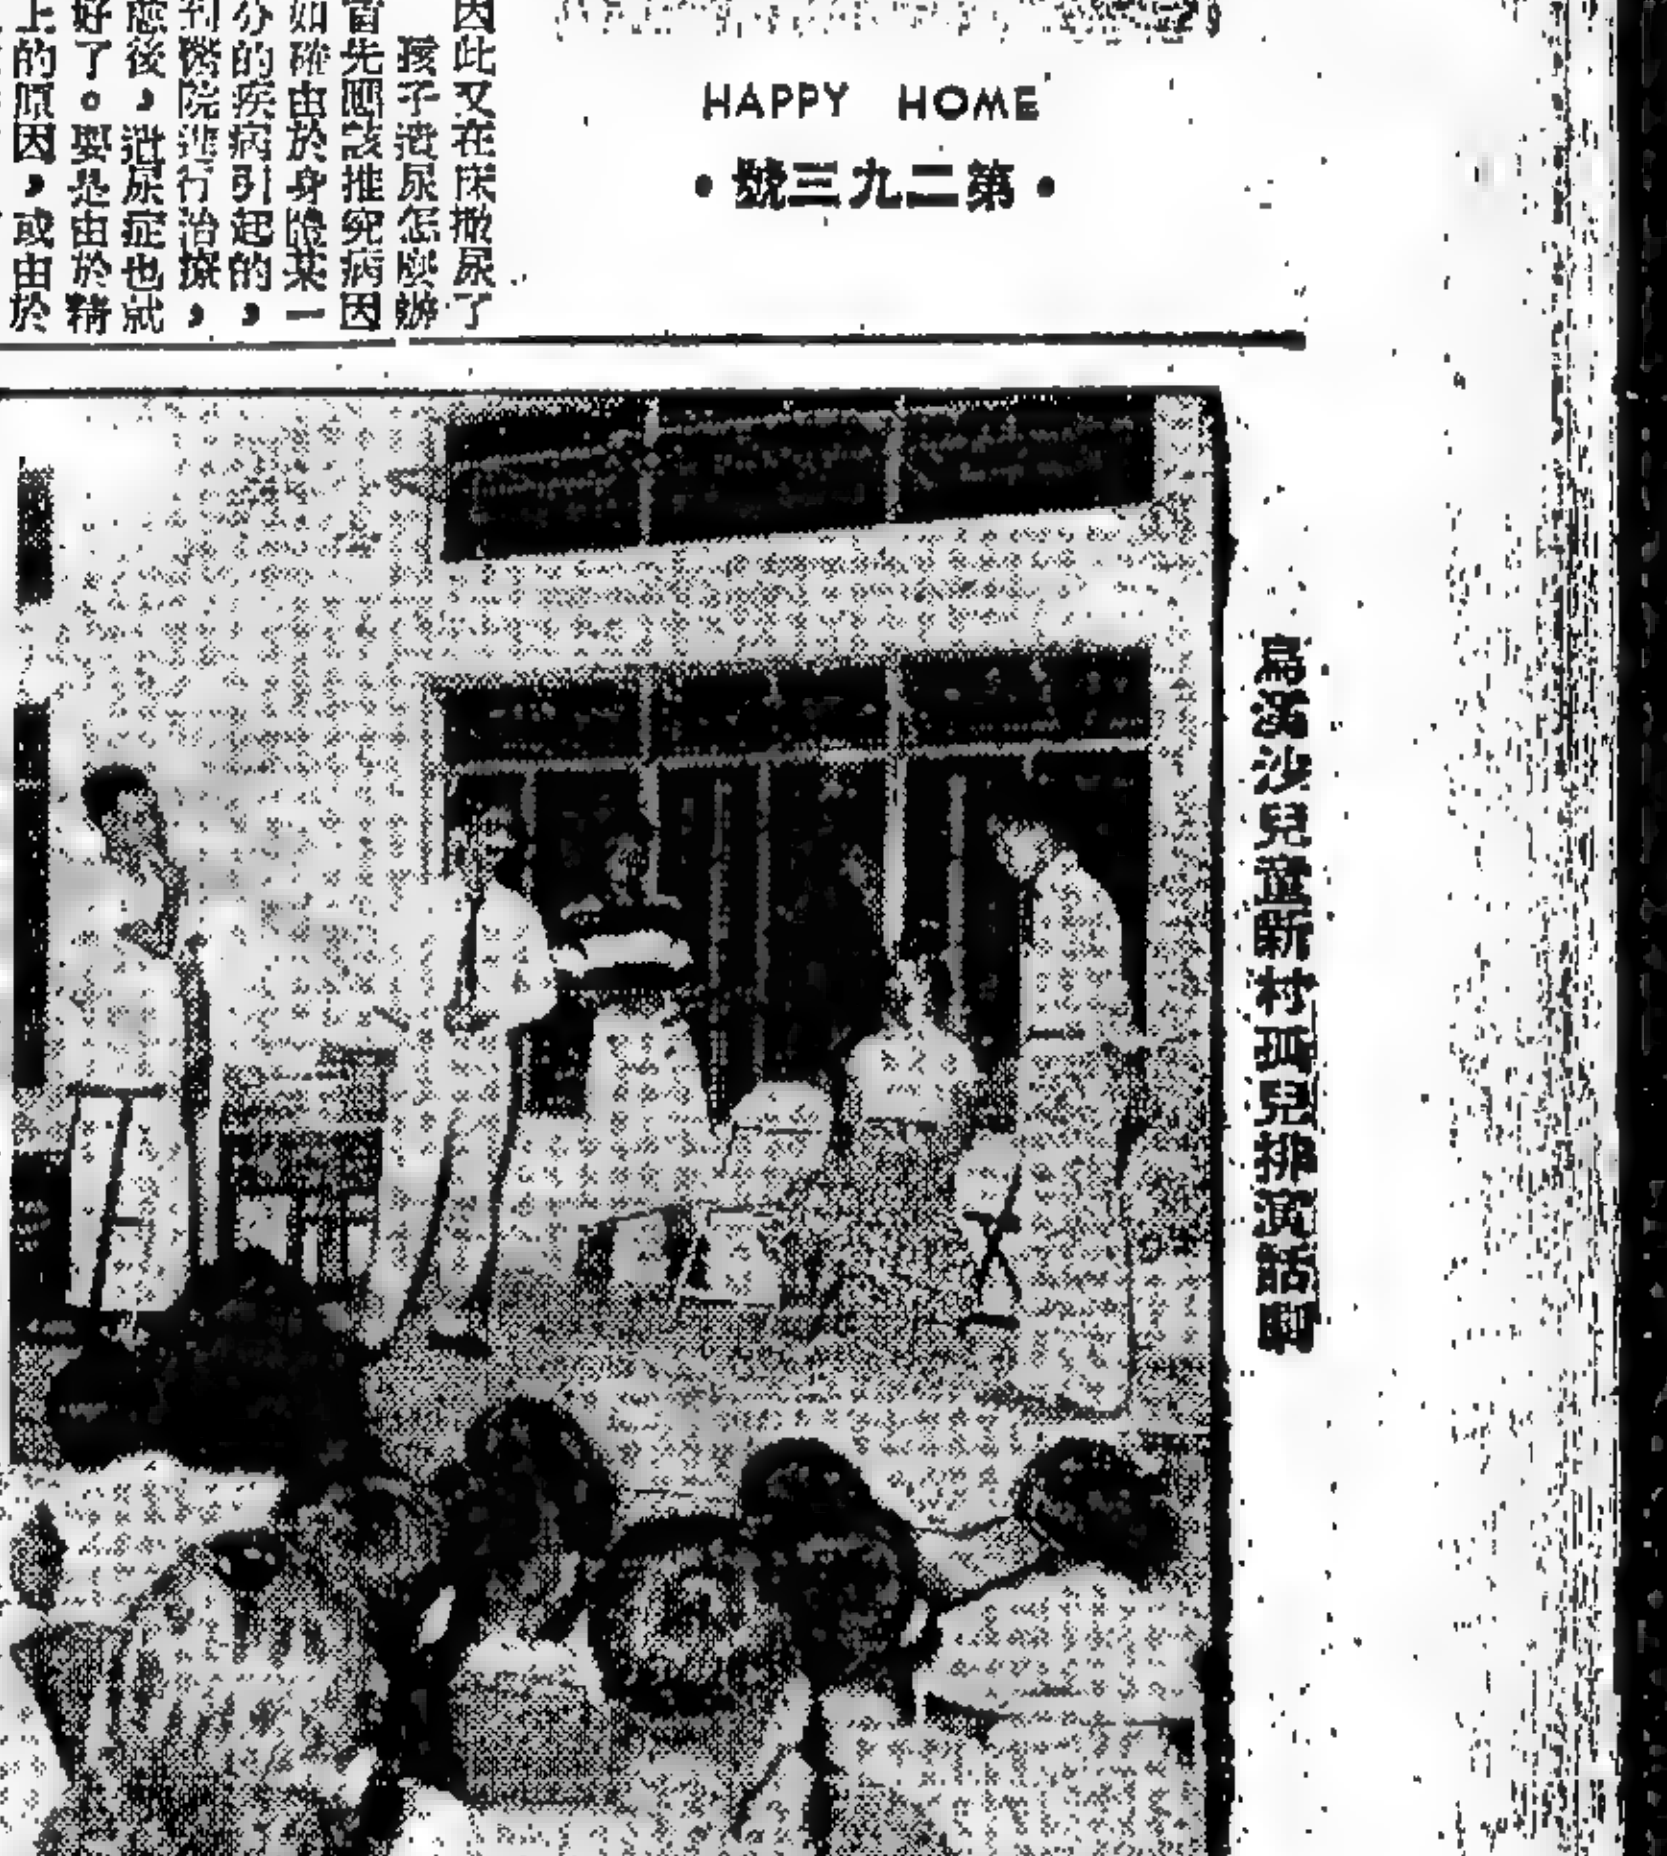 HAPPY HOME
•第二九三號•
因此又在床撒尿了
孩子遺尿怎麼辦
首先應該推究病因
如確由於身體某一
分的疾病引起的，
到醫院進行治療，
癒後，遺尿症也就
好了。要是由於精
上的原因，或由於
烏溪沙兒童新村孤兒排演話劇